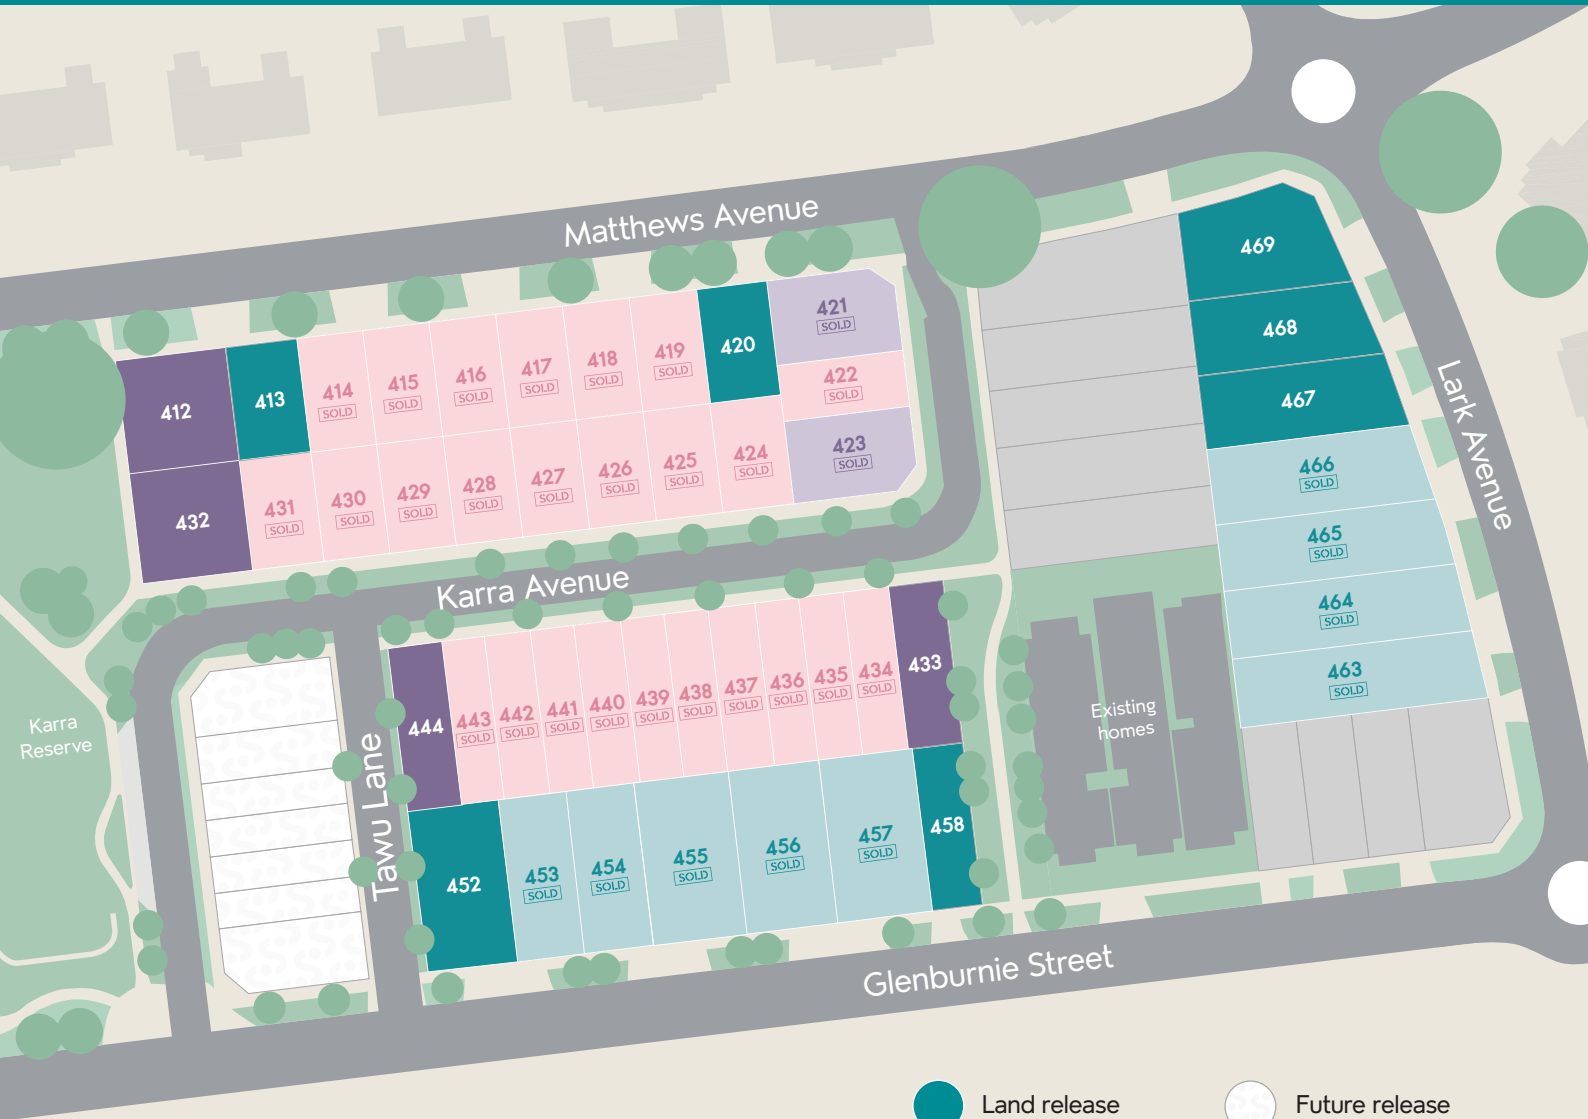 Matthews Avenue
469
468
467
466
SOLD
465
SOLD
464
SOLD
463
SOLD
Lark Avenue
412
413
414
SOLD
415
SOLD
416
SOLD
417
SOLD
418
SOLD
419
SOLD
420
421
SOLD
422
SOLD
423
SOLD
432
431
SOLD
430
SOLD
429
SOLD
428
SOLD
427
SOLD
426
SOLD
425
SOLD
424
SOLD
Karra Avenue
444
443
SOLD
442
SOLD
441
SOLD
440
SOLD
439
SOLD
438
SOLD
437
SOLD
436
SOLD
435
SOLD
434
SOLD
433
Karra
Reserve
Tawu Lane
Existing
homes
452
453
SOLD
454
SOLD
455
SOLD
456
SOLD
457
SOLD
458
Glenburnie Street
Land release
Future release